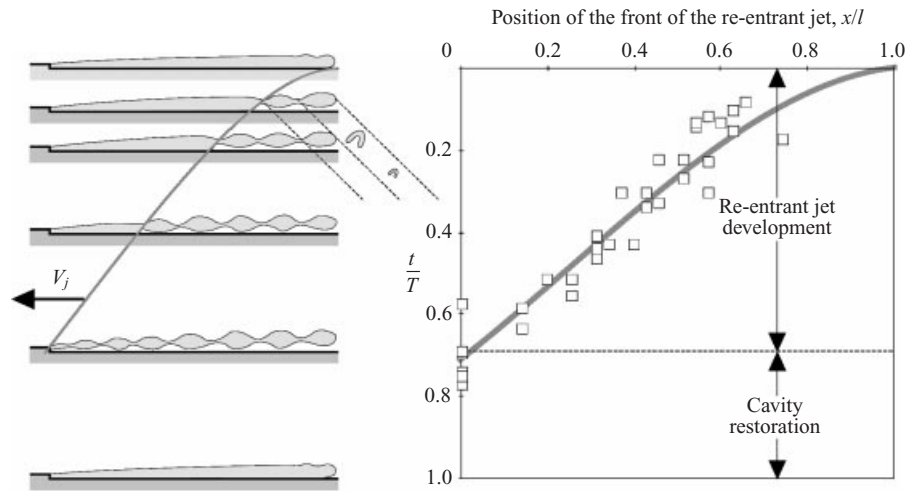 Position of the front of the re-entrant jet, x/l
0 0.2 0.4 0.6 0.8 1.0
0.2
Re-entrant jet
development
0.4
t/T
V_j
0.6
0.8
Cavity
restoration
1.0